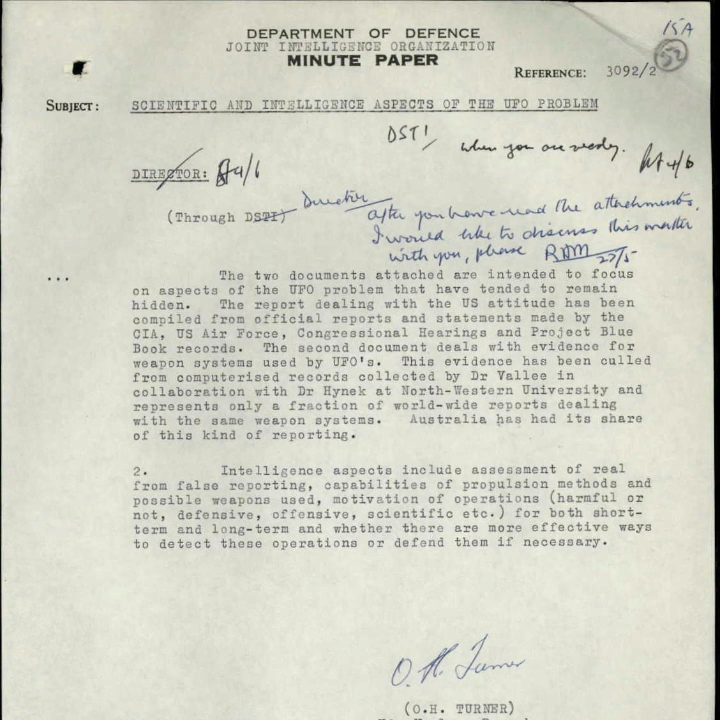 15A
52
DEPARTMENT OF DEFENCE
JOINT INTELLIGENCE ORGANIZATION
MINUTE PAPER
REFERENCE: 3092/2
SUBJECT: SCIENTIFIC AND INTELLIGENCE ASPECTS OF THE UFO PROBLEM
DSTI
when you are ready.
4/6
DIRECTOR: 4/6
(Through DSTI)
Director
after you have read the attachments,
I would like to discuss this matter
with you, please 27/5
...
The two documents attached are intended to focus
on aspects of the UFO problem that have tended to remain
hidden. The report dealing with the US attitude has been
compiled from official reports and statements made by the
CIA, US Air Force, Congressional Hearings and Project Blue
Book records. The second document deals with evidence for
weapon systems used by UFO's. This evidence has been culled
from computerised records collected by Dr Vallee in
collaboration with Dr Hynek at North-Western University and
represents only a fraction of world-wide reports dealing
with the same weapon systems. Australia has had its share
of this kind of reporting.
2. Intelligence aspects include assessment of real
from false reporting, capabilities of propulsion methods and
possible weapons used, motivation of operations (harmful or
not, defensive, offensive, scientific etc.) for both short-
term and long-term and whether there are more effective ways
to detect these operations or defend them if necessary.
O. H. Turner
(O.H. TURNER)